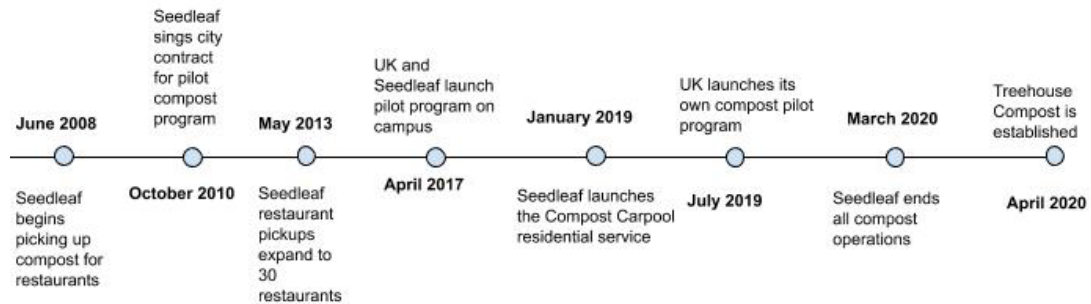 June 2008
Seedleaf
begins
picking up
compost for
restaurants
Seedleaf
sings city
contract
for pilot
compost
program
October 2010
May 2013
Seedleaf
restaurant
pickups
expand to
30
restaurants
UK and
Seedleaf launch
pilot program on
campus
April 2017
January 2019
Seedleaf launches
the Compost Carpool
residential service
UK launches its
own compost pilot
program
July 2019
March 2020
Seedleaf ends
all compost
operations
Treehouse
Compost is
established
April 2020